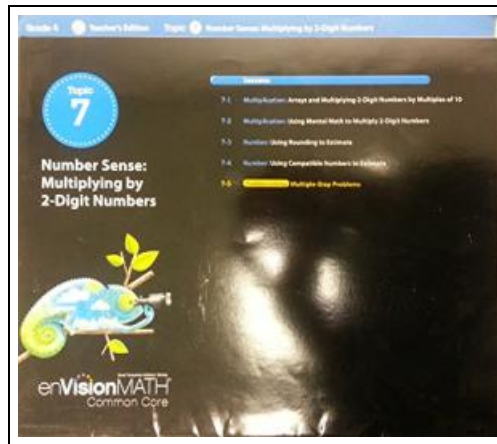 Grade 4 Teacher's Edition Topic Number Sense: Multiplying by 2-Digit Numbers
Topic
7
Number Sense:
Multiplying by
2-Digit Numbers
7-1 Multiplication: Arrays and Multiplying 2-Digit Numbers by Multiples of 10
7-2 Multiplication: Using Mental Math to Multiply 2-Digit Numbers
7-3 Number: Using Rounding to Estimate
7-4 Number: Using Compatible Numbers to Estimate
7-5 Multiple-Step Problems
enVisionMATH
Common Core